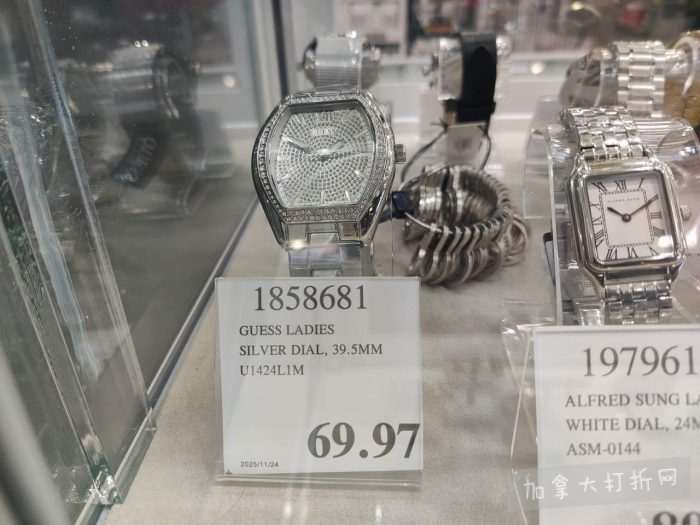 1858681
GUESS LADIES
SILVER DIAL, 39.5MM
U1424L1M
69.97
2025/11/24
197961
ALFRED SUNG LA
WHITE DIAL, 24M
ASM-0144
加拿大打折网